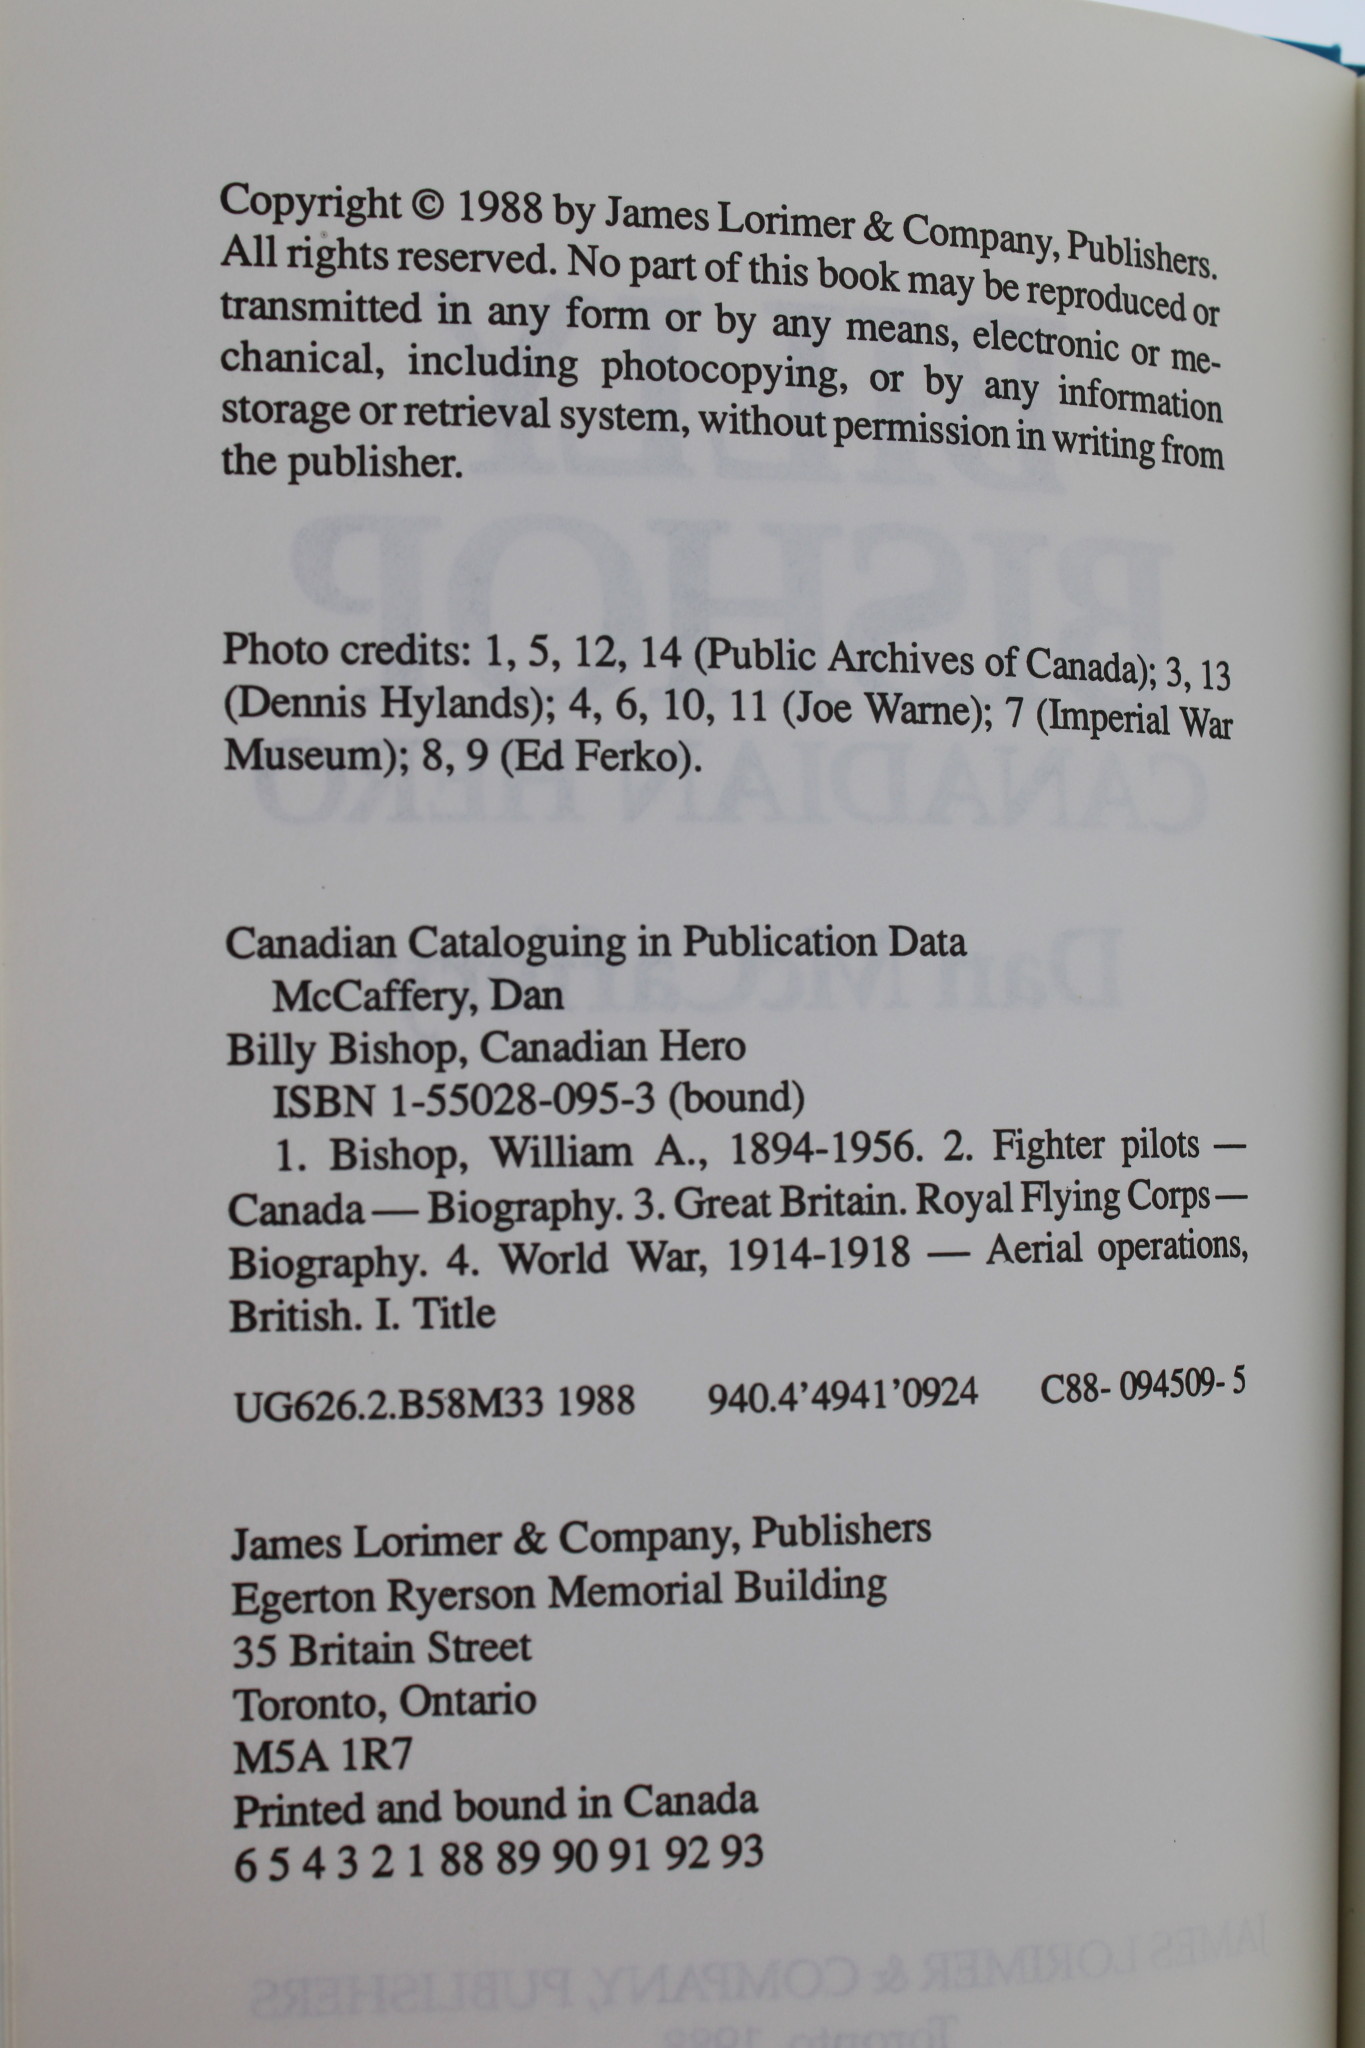 Copyright © 1988 by James Lorimer & Company, Publishers.
All rights reserved. No part of this book may be reproduced or
transmitted in any form or by any means, electronic or me-
chanical, including photocopying, or by any information
storage or retrieval system, without permission in writing from
the publisher.
Photo credits: 1, 5, 12, 14 (Public Archives of Canada); 3, 13
(Dennis Hylands); 4, 6, 10, 11 (Joe Warne); 7 (Imperial War
Museum); 8, 9 (Ed Ferko).
Canadian Cataloguing in Publication Data
McCaffery, Dan
Billy Bishop, Canadian Hero
ISBN 1-55028-095-3 (bound)
1. Bishop, William A., 1894-1956. 2. Fighter pilots —
Canada — Biography. 3. Great Britain. Royal Flying Corps —
Biography. 4. World War, 1914-1918 — Aerial operations,
British. I. Title
UG626.2.B58M33 1988 940.4'4941'0924 C88- 094509- 5
James Lorimer & Company, Publishers
Egerton Ryerson Memorial Building
35 Britain Street
Toronto, Ontario
M5A 1R7
Printed and bound in Canada
6 5 4 3 2 1 88 89 90 91 92 93